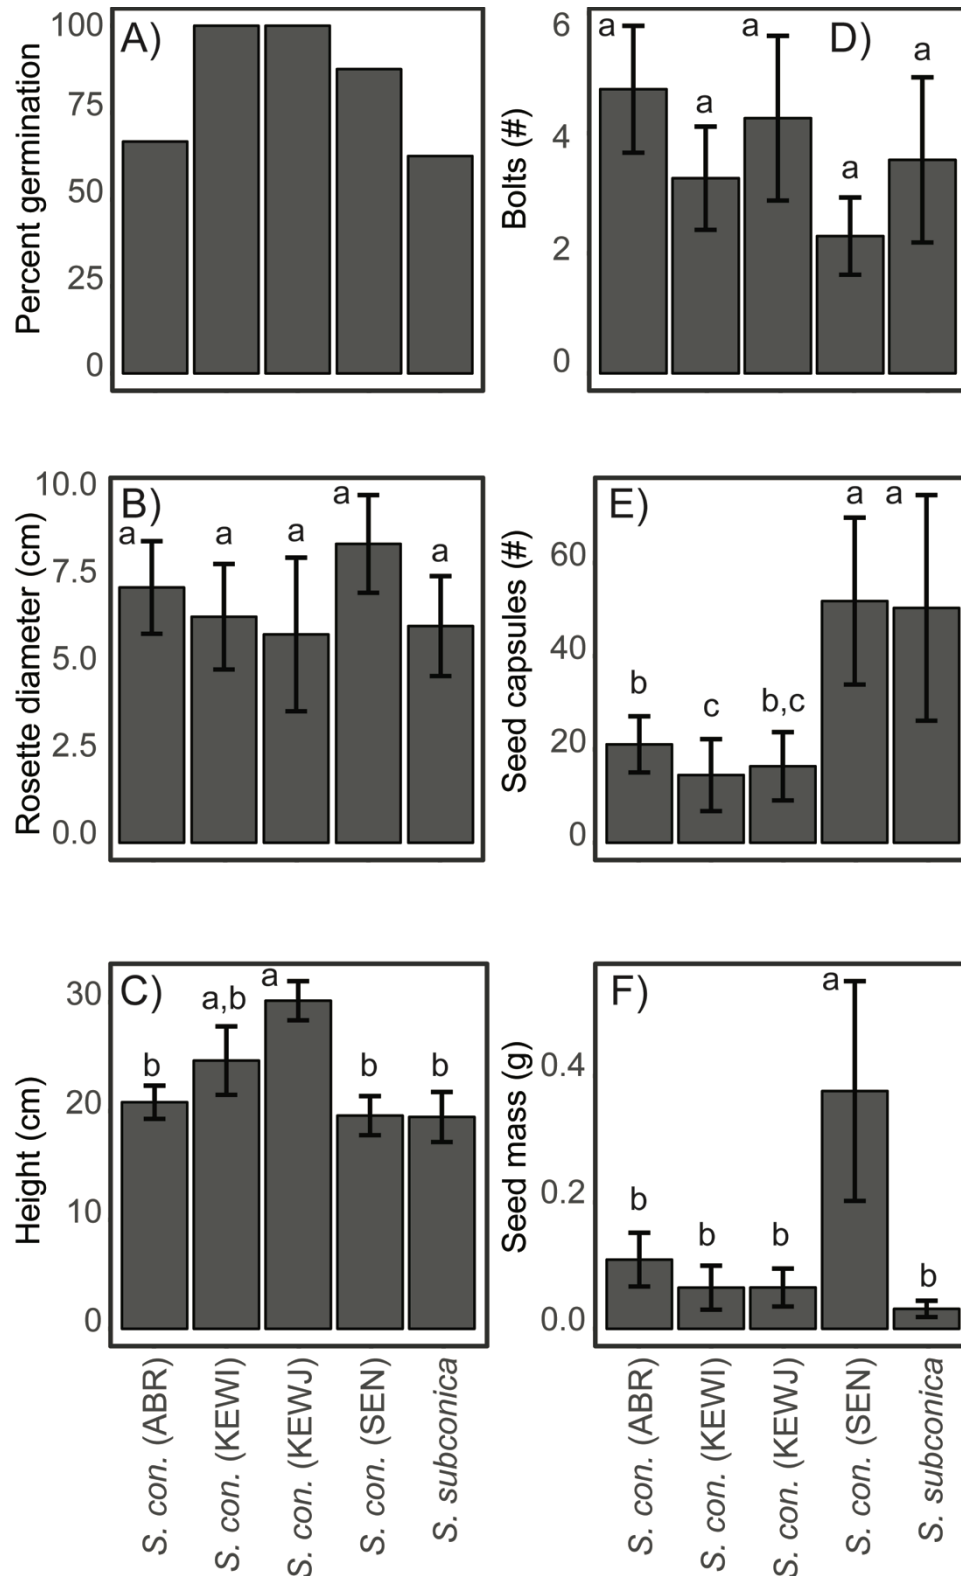 A)
Percent germination
100
75
50
25
0
D)
Bolts (#)
6
4
2
0
a
a
a
a
a
B)
Rosette diameter (cm)
10.0
7.5
5.0
2.5
0.0
a
a
a
a
a
E)
Seed capsules (#)
60
40
20
0
b
c
b,c
a
a
C)
Height (cm)
30
20
10
0
b
a,b
a
b
b
S. con. (ABR)
S. con. (KEWI)
S. con. (KEWJ)
S. con. (SEN)
S. subconica
F)
Seed mass (g)
0.4
0.2
0.0
b
b
b
a
b
S. con. (ABR)
S. con. (KEWI)
S. con. (KEWJ)
S. con. (SEN)
S. subconica